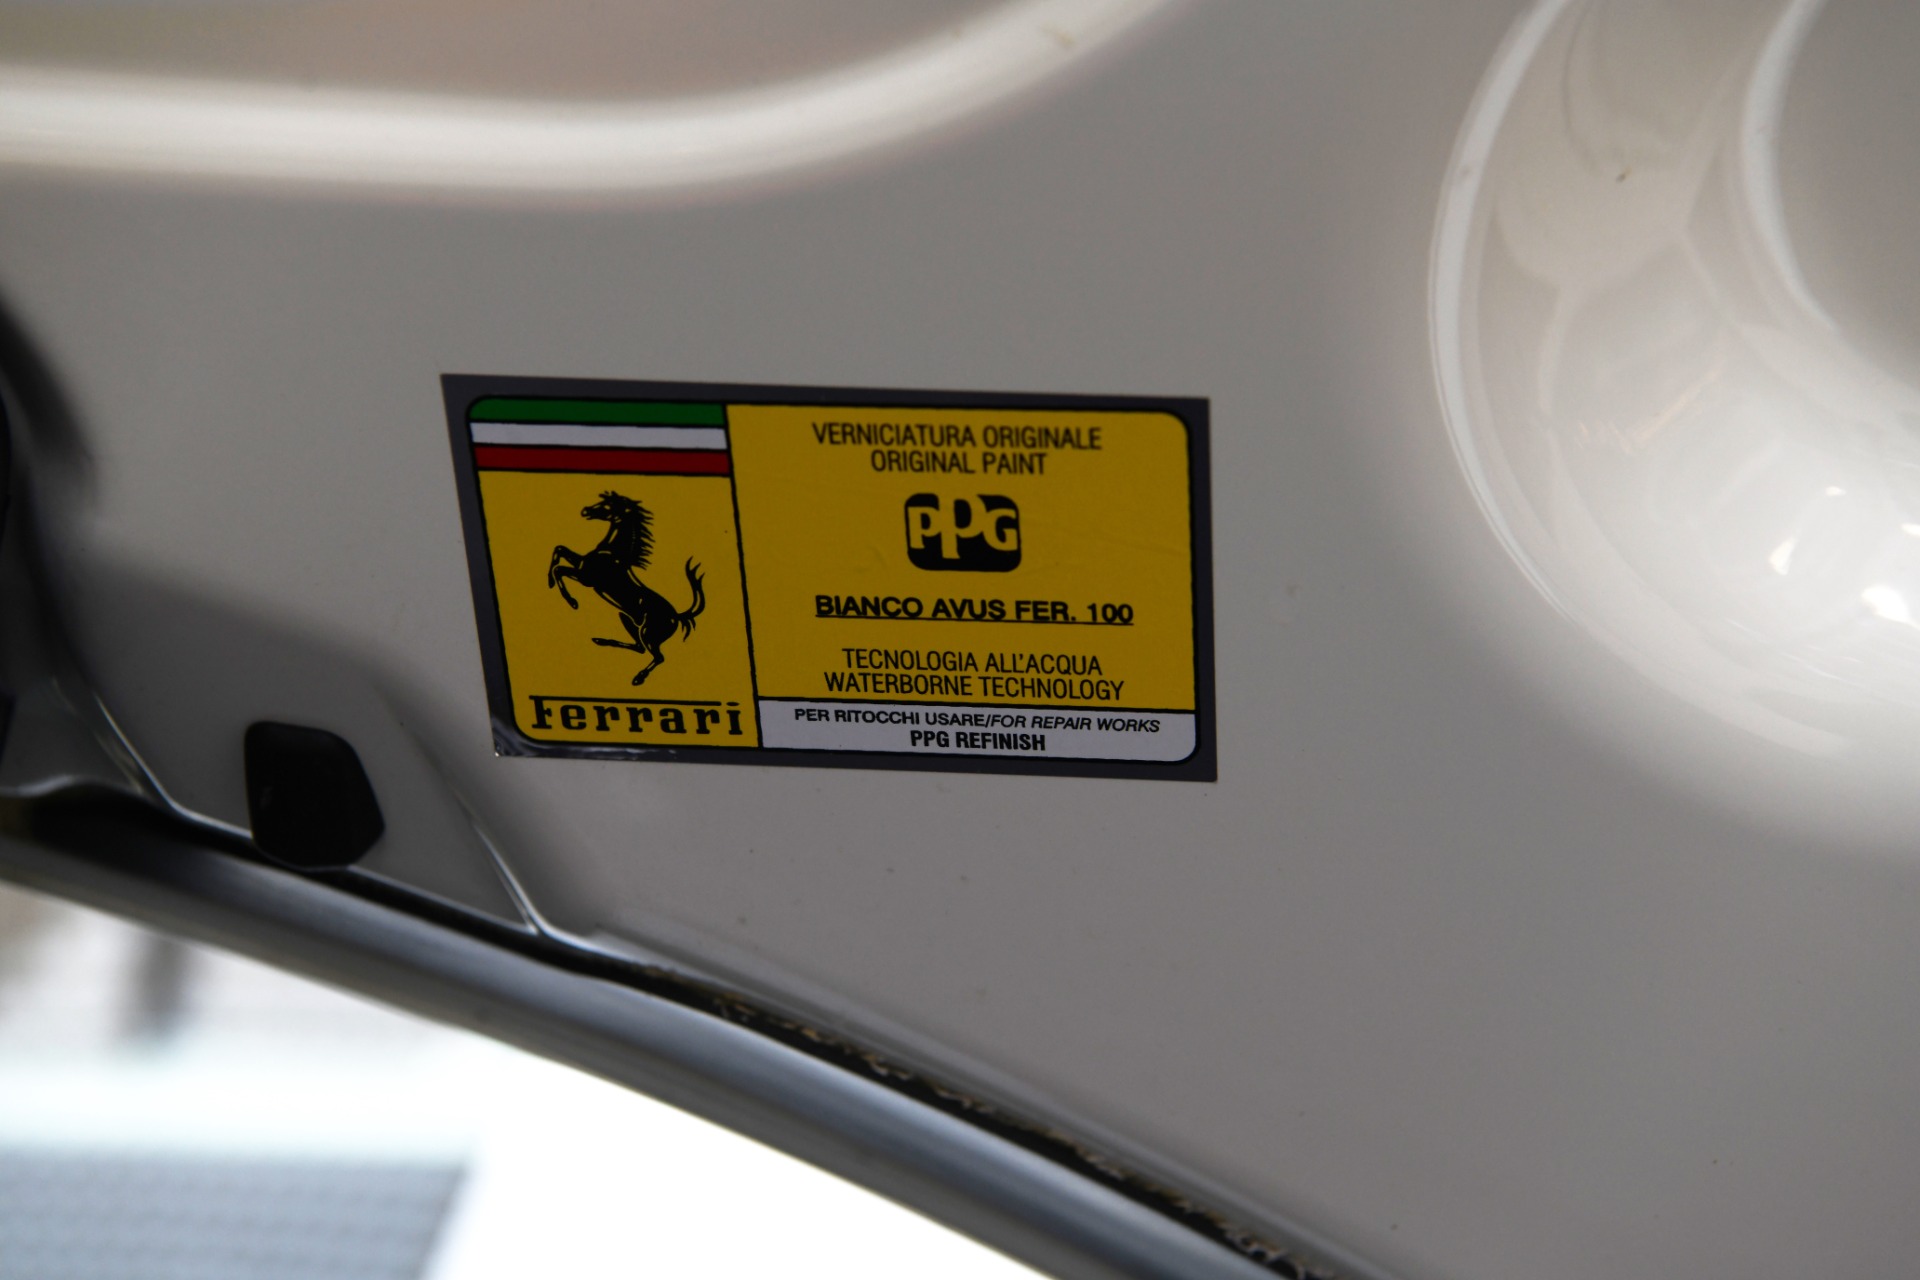 VERNICIATURA ORIGINALE
ORIGINAL PAINT
PPG
BIANCO AVUS FER. 100
TECNOLOGIA ALL'ACQUA
WATERBORNE TECHNOLOGY
Ferrari
PER RITOCCHI USARE/FOR REPAIR WORKS
PPG REFINISH